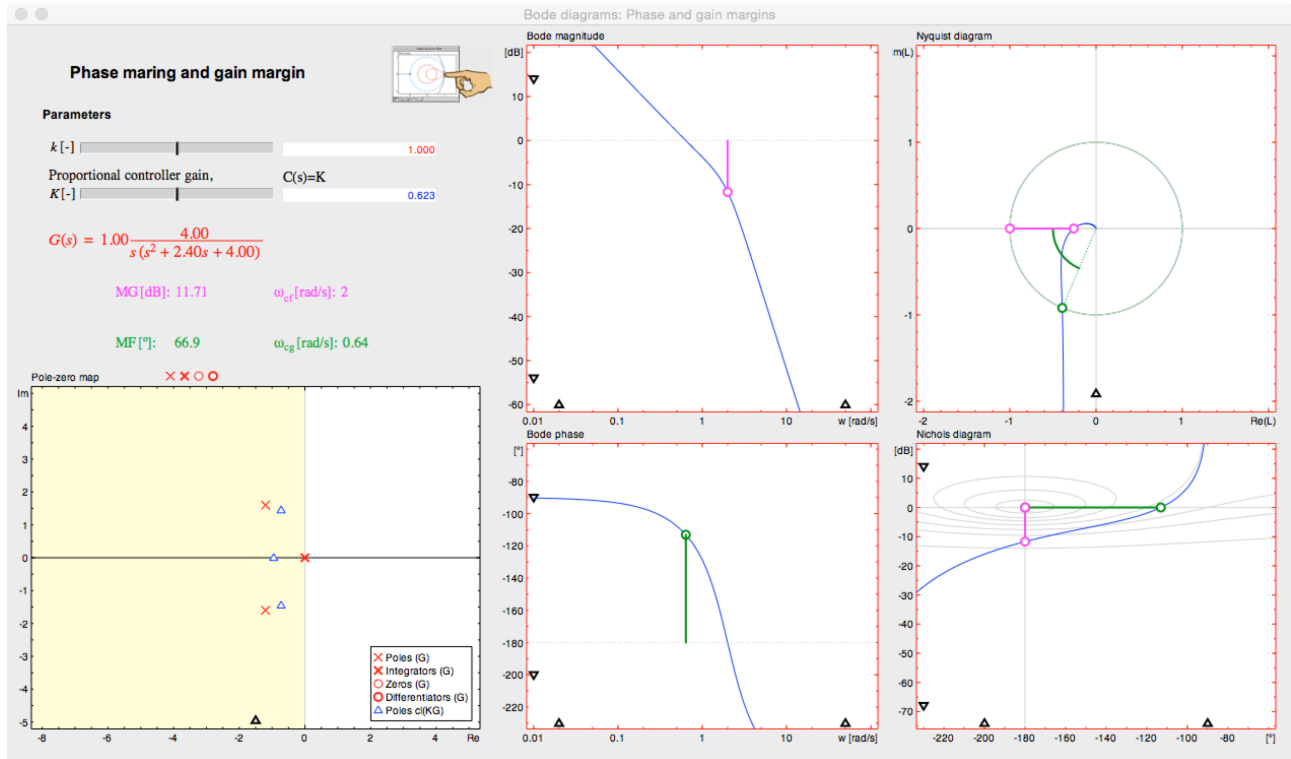 Bode diagrams: Phase and gain margins
Phase maring and gain margin
Parameters
k [-] 1.000
Proportional controller gain, C(s)=K
K [-] 0.623
G(s) = 1.00 4.00 / s (s² + 2.40s + 4.00)
MG [dB]: 11.71 ω_cf [rad/s]: 2
MF [º]: 66.9 ω_cg [rad/s]: 0.64
Pole-zero map
Im
4
3
2
1
0
-1
-2
-3
-4
-5
-8 -6 -4 -2 0 2 4 Re
Poles (G)
Integrators (G)
Zeros (G)
Differentiators (G)
Poles cl(KG)
Bode magnitude
[dB]
10
0
-10
-20
-30
-40
-50
-60
0.01 0.1 1 10 w [rad/s]
Bode phase
[º]
-80
-100
-120
-140
-160
-180
-200
-220
0.01 0.1 1 10 w [rad/s]
Nyquist diagram
m(L)
1
0
-1
-2
-2 -1 0 1 Re(L)
Nichols diagram
[dB]
10
0
-10
-20
-30
-40
-50
-60
-70
-220 -200 -180 -160 -140 -120 -100 -80 [º]